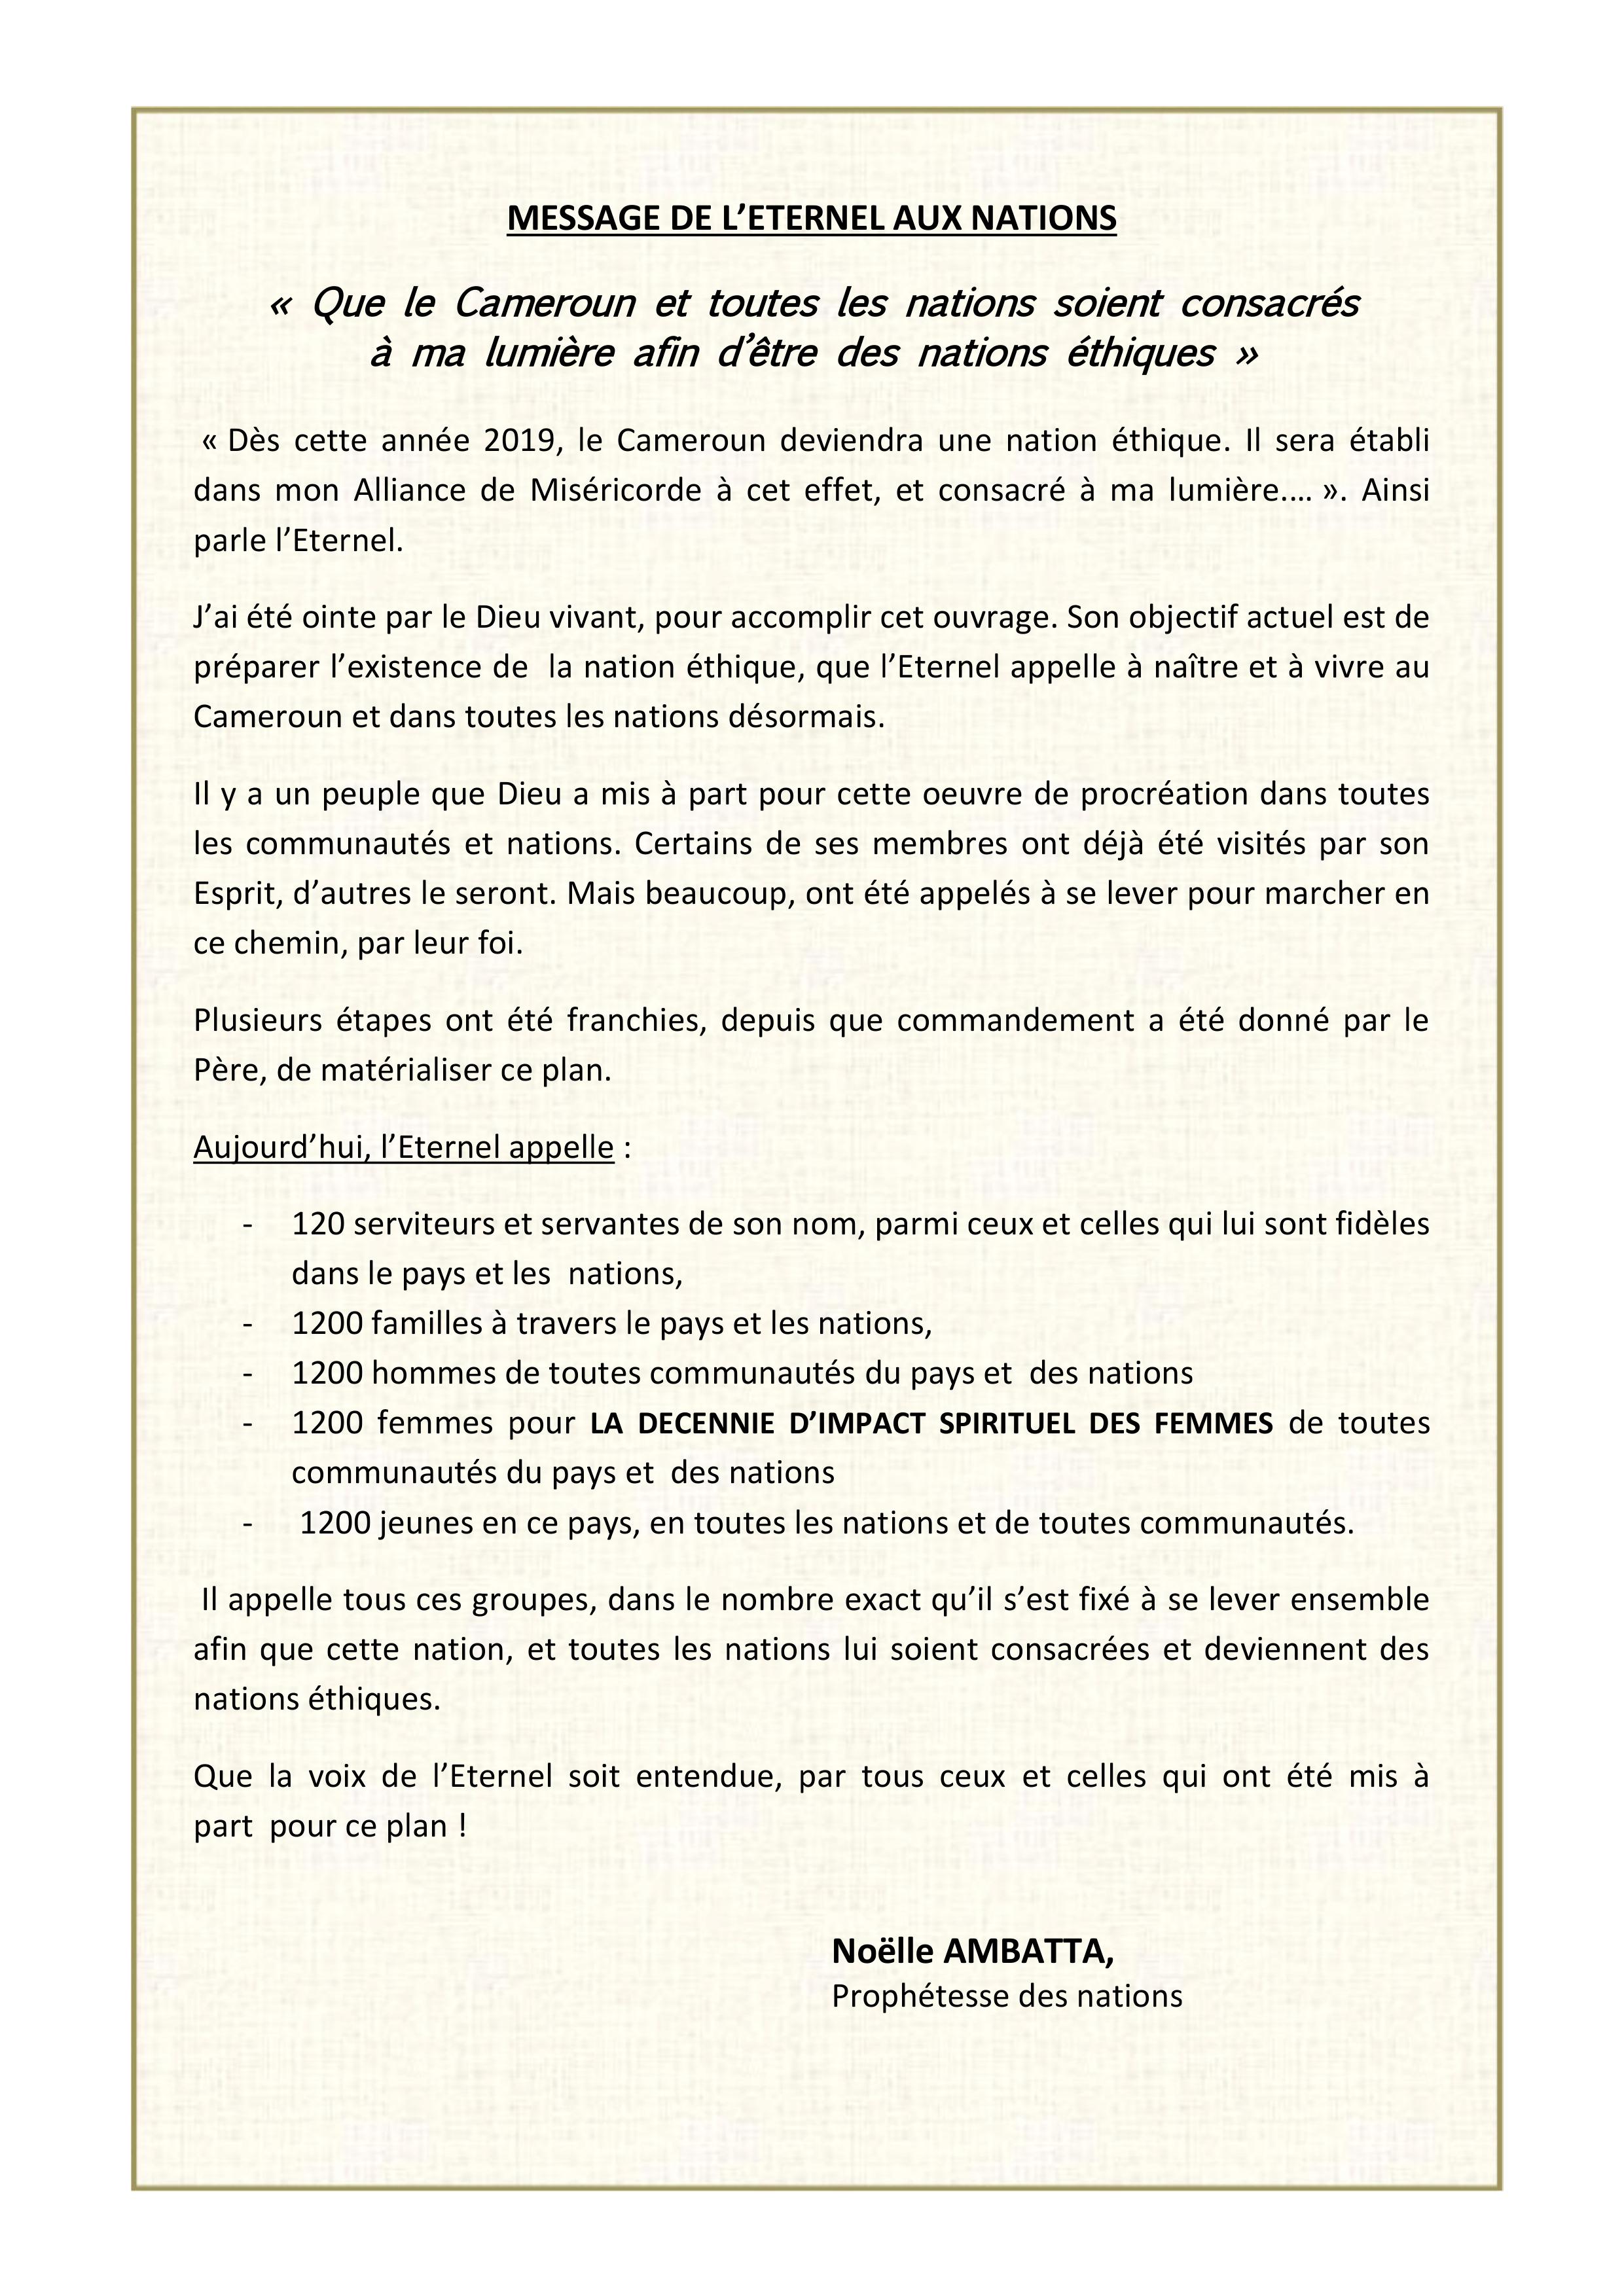 MESSAGE DE L’ETERNEL AUX NATIONS
« Que le Cameroun et toutes les nations soient consacrés
à ma lumière afin d’être des nations éthiques »
« Dès cette année 2019, le Cameroun deviendra une nation éthique. Il sera établi
dans mon Alliance de Miséricorde à cet effet, et consacré à ma lumière.… ». Ainsi
parle l’Eternel.
J’ai été ointe par le Dieu vivant, pour accomplir cet ouvrage. Son objectif actuel est de
préparer l’existence de la nation éthique, que l’Eternel appelle à naître et à vivre au
Cameroun et dans toutes les nations désormais.
Il y a un peuple que Dieu a mis à part pour cette oeuvre de procréation dans toutes
les communautés et nations. Certains de ses membres ont déjà été visités par son
Esprit, d’autres le seront. Mais beaucoup, ont été appelés à se lever pour marcher en
ce chemin, par leur foi.
Plusieurs étapes ont été franchies, depuis que commandement a été donné par le
Père, de matérialiser ce plan.
Aujourd’hui, l’Eternel appelle :
- 120 serviteurs et servantes de son nom, parmi ceux et celles qui lui sont fidèles
dans le pays et les nations,
- 1200 familles à travers le pays et les nations,
- 1200 hommes de toutes communautés du pays et des nations
- 1200 femmes pour LA DECENNIE D’IMPACT SPIRITUEL DES FEMMES de toutes
communautés du pays et des nations
- 1200 jeunes en ce pays, en toutes les nations et de toutes communautés.
Il appelle tous ces groupes, dans le nombre exact qu’il s’est fixé à se lever ensemble
afin que cette nation, et toutes les nations lui soient consacrées et deviennent des
nations éthiques.
Que la voix de l’Eternel soit entendue, par tous ceux et celles qui ont été mis à
part pour ce plan !
Noëlle AMBATTA,
Prophétesse des nations